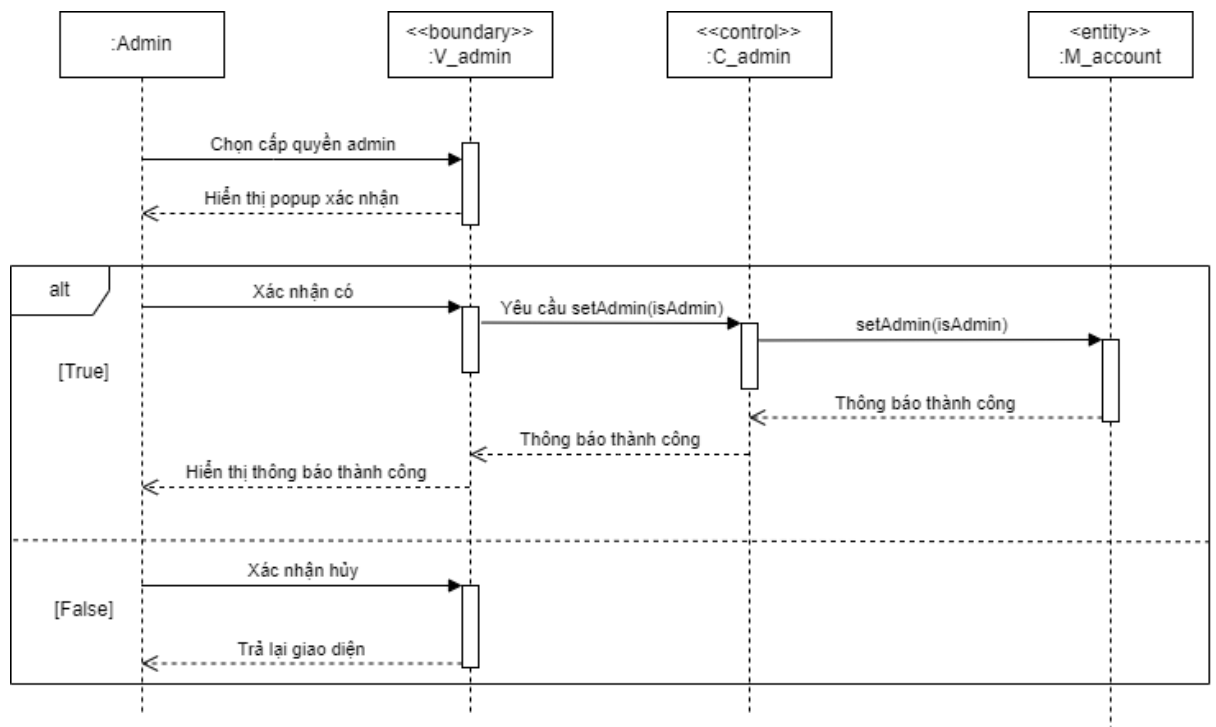 :Admin
<<boundary>>
:V_admin
<<control>>
:C_admin
<entity>>
:M_account
Chọn cấp quyền admin
Hiển thị popup xác nhận
alt
Xác nhận có
Yêu cầu setAdmin(isAdmin)
setAdmin(isAdmin)
[True]
Thông báo thành công
Thông báo thành công
Hiển thị thông báo thành công
Xác nhận hủy
[False]
Trả lại giao diện